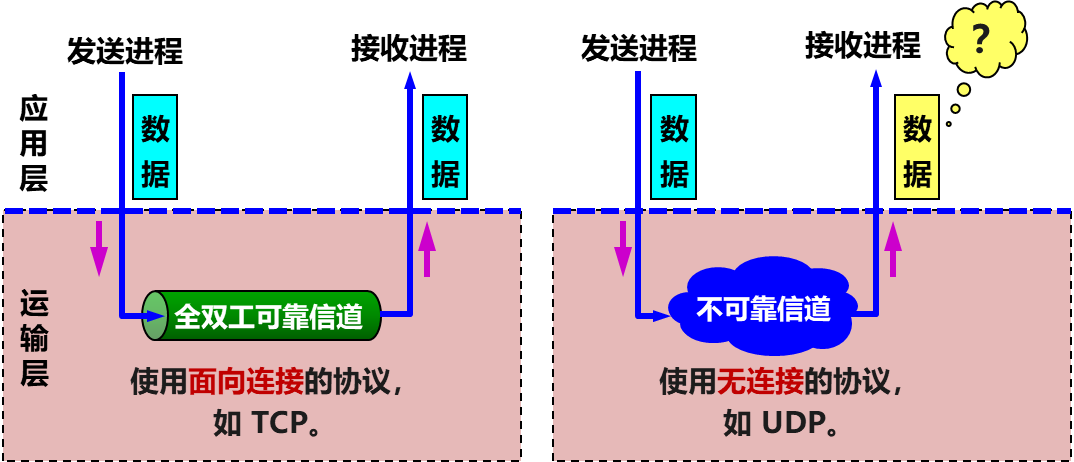 发送进程
接收进程
应用层
数据
数据
运输层
全双工可靠信道
使用面向连接的协议，
如 TCP。
发送进程
接收进程
?
数据
数据
不可靠信道
使用无连接的协议，
如 UDP。